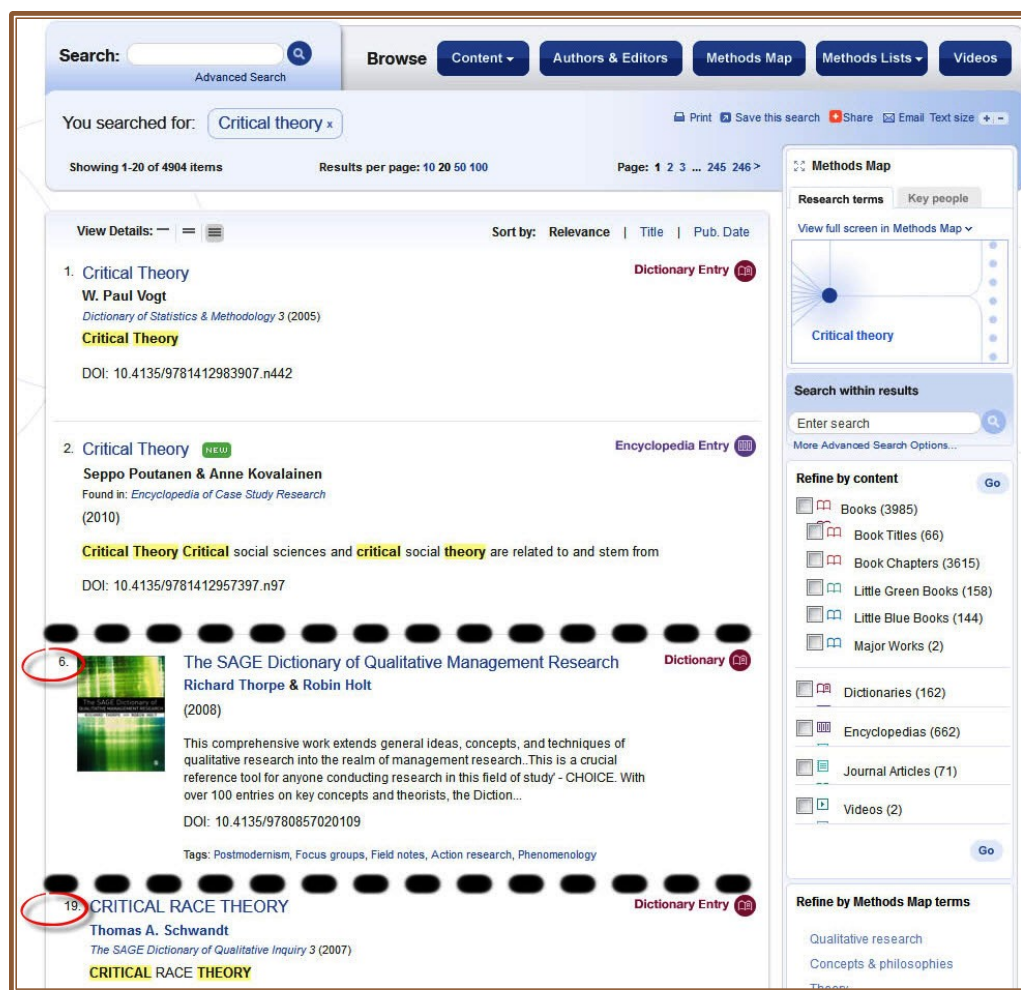 Search:
Advanced Search
Browse Content Authors & Editors Methods Map Methods Lists Videos
You searched for: Critical theory x
Print Save this search Share Email Text size + -
Showing 1-20 of 4904 items Results per page: 10 20 50 100 Page: 1 2 3 ... 245 246 >
View Details: Sort by: Relevance | Title | Pub. Date
1. Critical Theory Dictionary Entry
W. Paul Vogt
Dictionary of Statistics & Methodology 3 (2005)
Critical Theory
DOI: 10.4135/9781412983907.n442
2. Critical Theory NEW Encyclopedia Entry
Seppo Poutanen & Anne Kovalainen
Found in: Encyclopedia of Case Study Research
(2010)
Critical Theory Critical social sciences and critical social theory are related to and stem from
DOI: 10.4135/9781412957397.n97
6. The SAGE Dictionary of Qualitative Management Research Dictionary
Richard Thorpe & Robin Holt
(2008)
This comprehensive work extends general ideas, concepts, and techniques of
qualitative research into the realm of management research..This is a crucial
reference tool for anyone conducting research in this field of study' - CHOICE. With
over 100 entries on key concepts and theorists, the Diction...
DOI: 10.4135/9780857020109
Tags: Postmodernism, Focus groups, Field notes, Action research, Phenomenology
The SAGE Dictionary of
QUALITATIVE MANAGEMENT RESEARCH
19. CRITICAL RACE THEORY Dictionary Entry
Thomas A. Schwandt
The SAGE Dictionary of Qualitative Inquiry 3 (2007)
CRITICAL RACE THEORY
Methods Map
Research terms Key people
View full screen in Methods Map
Critical theory
Search within results
Enter search
More Advanced Search Options...
Refine by content Go
Books (3985)
Book Titles (66)
Book Chapters (3615)
Little Green Books (158)
Little Blue Books (144)
Major Works (2)
Dictionaries (162)
Encyclopedias (662)
Journal Articles (71)
Videos (2)
Go
Refine by Methods Map terms
Qualitative research
Concepts & philosophies
Theory